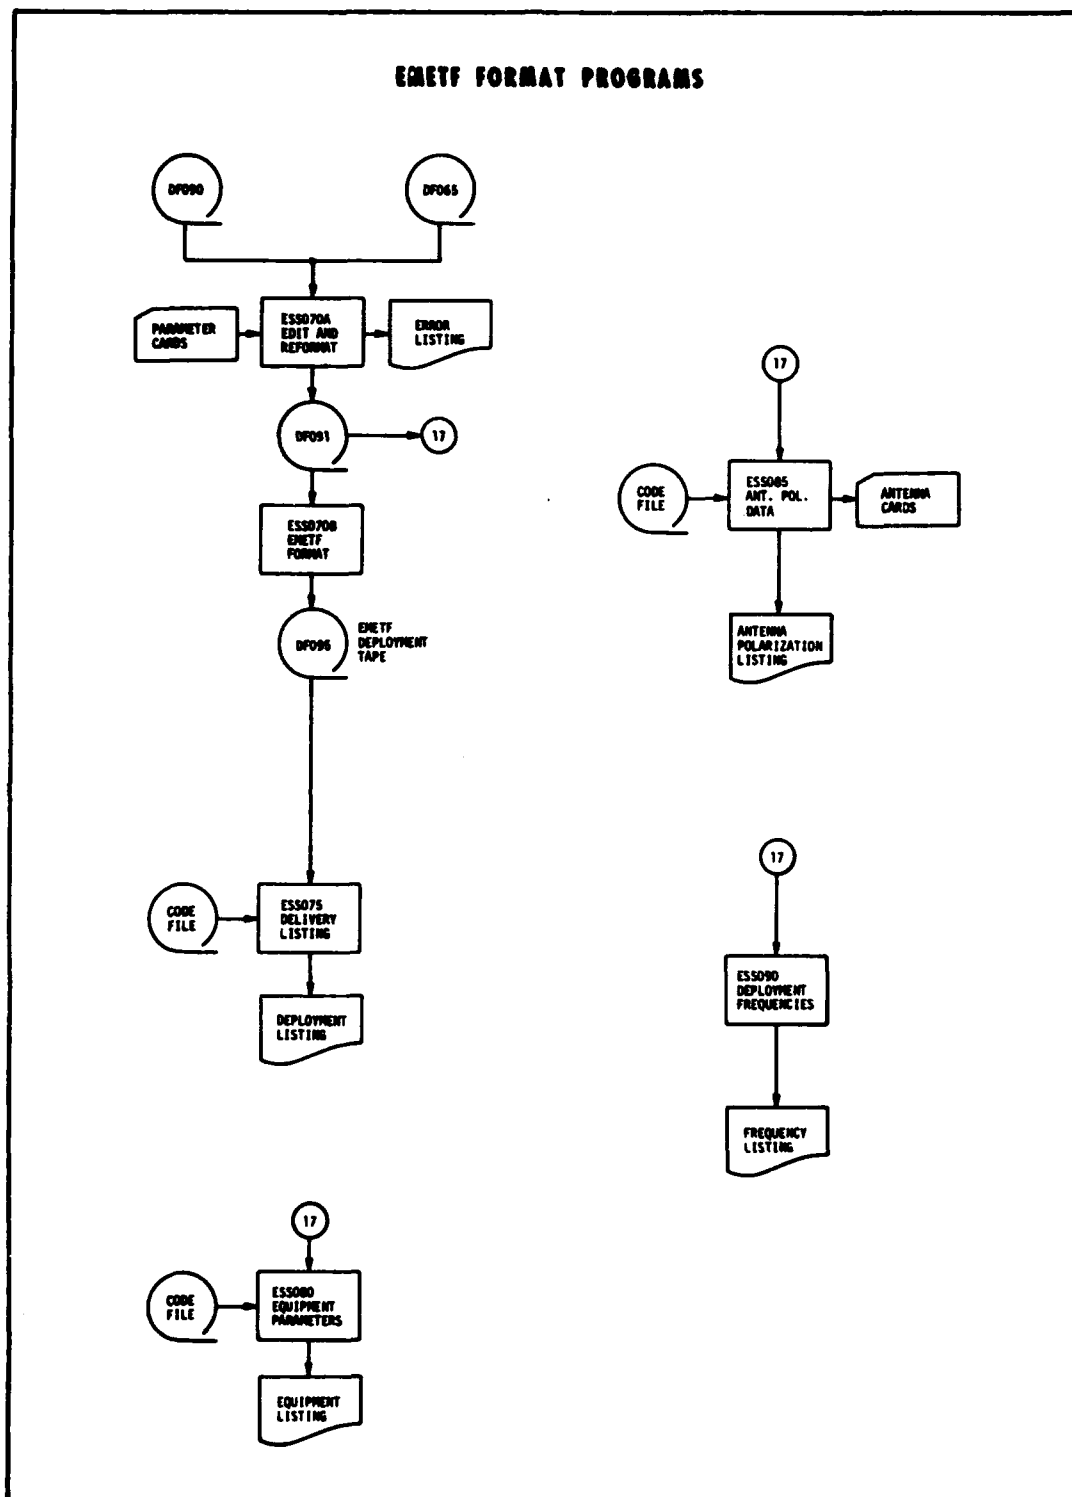 EMETF FORMAT PROGRAMS
DF090
DF065
PARAMETER
CARDS
ESS070A
EDIT AND
REFORMAT
ERROR
LISTING
DF091
17
ESS070B
EMETF
FORMAT
DF096
EMETF
DEPLOYMENT
TAPE
CODE
FILE
ESS075
DELIVERY
LISTING
DEPLOYMENT
LISTING
17
CODE
FILE
ESS080
EQUIPMENT
PARAMETERS
EQUIPMENT
LISTING
17
CODE
FILE
ESS085
ANT. POL.
DATA
ANTENNA
CARDS
ANTENNA
POLARIZATION
LISTING
17
ESS090
DEPLOYMENT
FREQUENCIES
FREQUENCY
LISTING